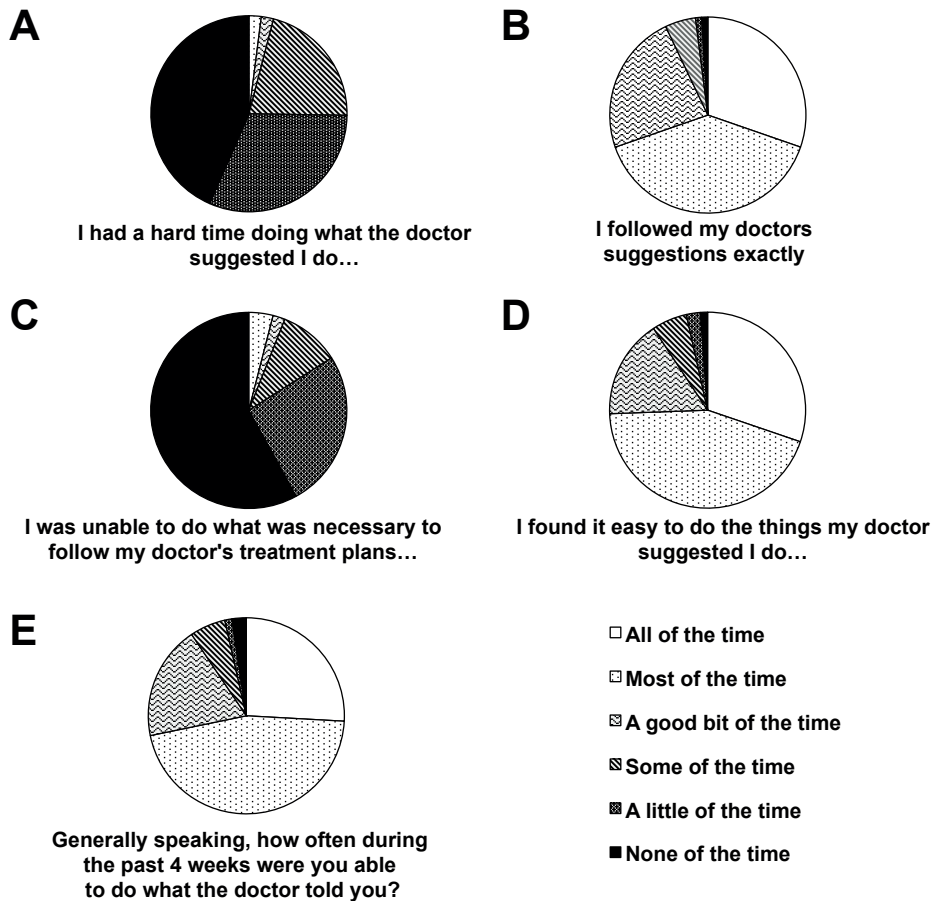 A
I had a hard time doing what the doctor
suggested I do…
B
I followed my doctors
suggestions exactly
C
I was unable to do what was necessary to
follow my doctor's treatment plans…
D
I found it easy to do the things my doctor
suggested I do…
E
Generally speaking, how often during
the past 4 weeks were you able
to do what the doctor told you?
All of the time
Most of the time
A good bit of the time
Some of the time
A little of the time
None of the time